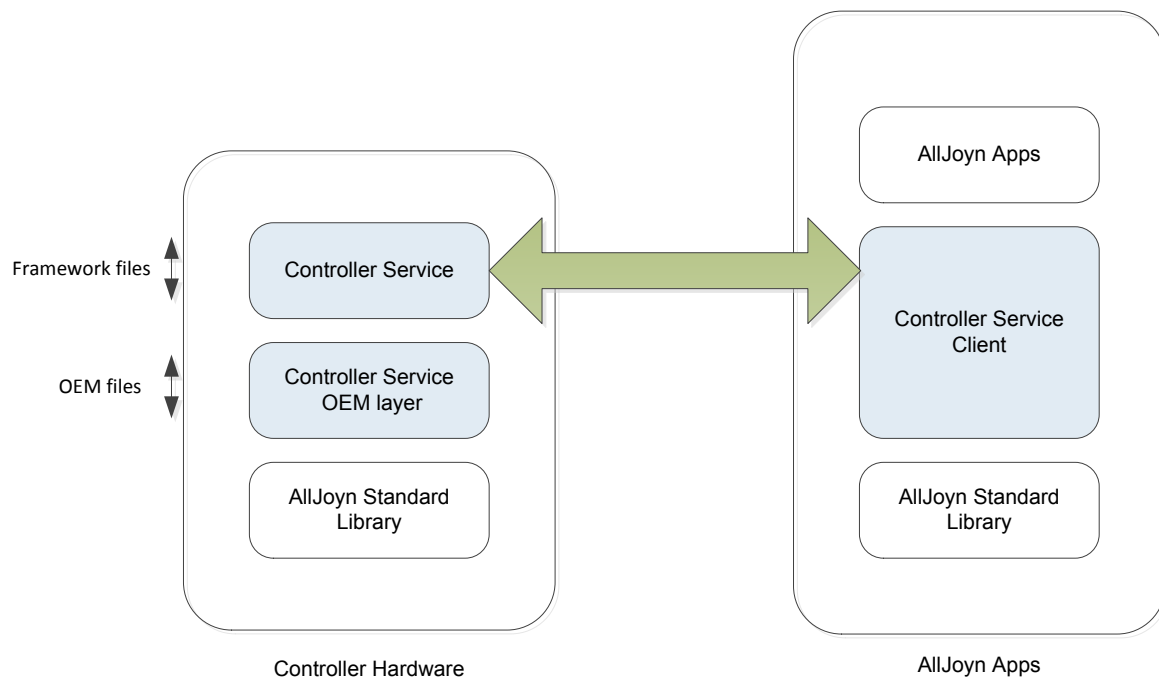 Framework files
OEM files
Controller Service
Controller Service
OEM layer
AllJoyn Standard
Library
Controller Hardware
AllJoyn Apps
Controller Service
Client
AllJoyn Standard
Library
AllJoyn Apps